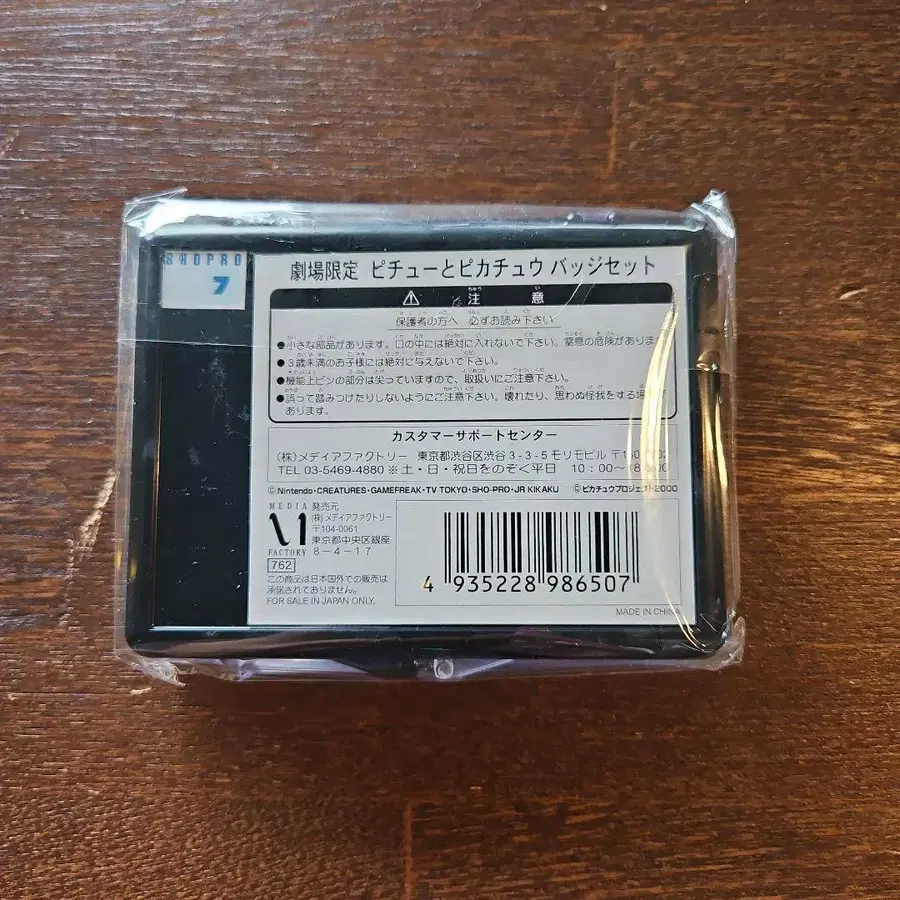 SHOPRO
7
劇場限定 ピチューとピカチュウ バッジセット
⚠ 注意
保護者の方へ 必ずお読み下さい
●小さな部品があります。口の中には絶対に入れないで下さい。窒息の危険がありま
●3歳未満のお子様には絶対に与えないで下さい。
●機能上ピンの部分は尖っていますので、取扱いにご注意下さい。
●誤って踏みつけたりしないようにご注意下さい。壊れたり、思わぬ怪我をする場
あります。
カスタマーサポートセンター
(株)メディアファクトリー 東京都渋谷区渋谷3-3-5モリモビル
TEL 03-5469-4880 ※土・日・祝日をのぞく平日 10:00~18:00
©Nintendo・CREATURES・GAMEFREAK・TV TOKYO・SHO-PRO・JR KIKAKU ©ピカチュウプロジェクト2000
MEDIA
FACTORY
762
発売元
(株)メディアファクトリー
〒104-0061
東京都中央区銀座
8-4-17
この商品は日本国外での販売は
承諾されておりません。
FOR SALE IN JAPAN ONLY.
4 935228 986507
MADE IN CHINA